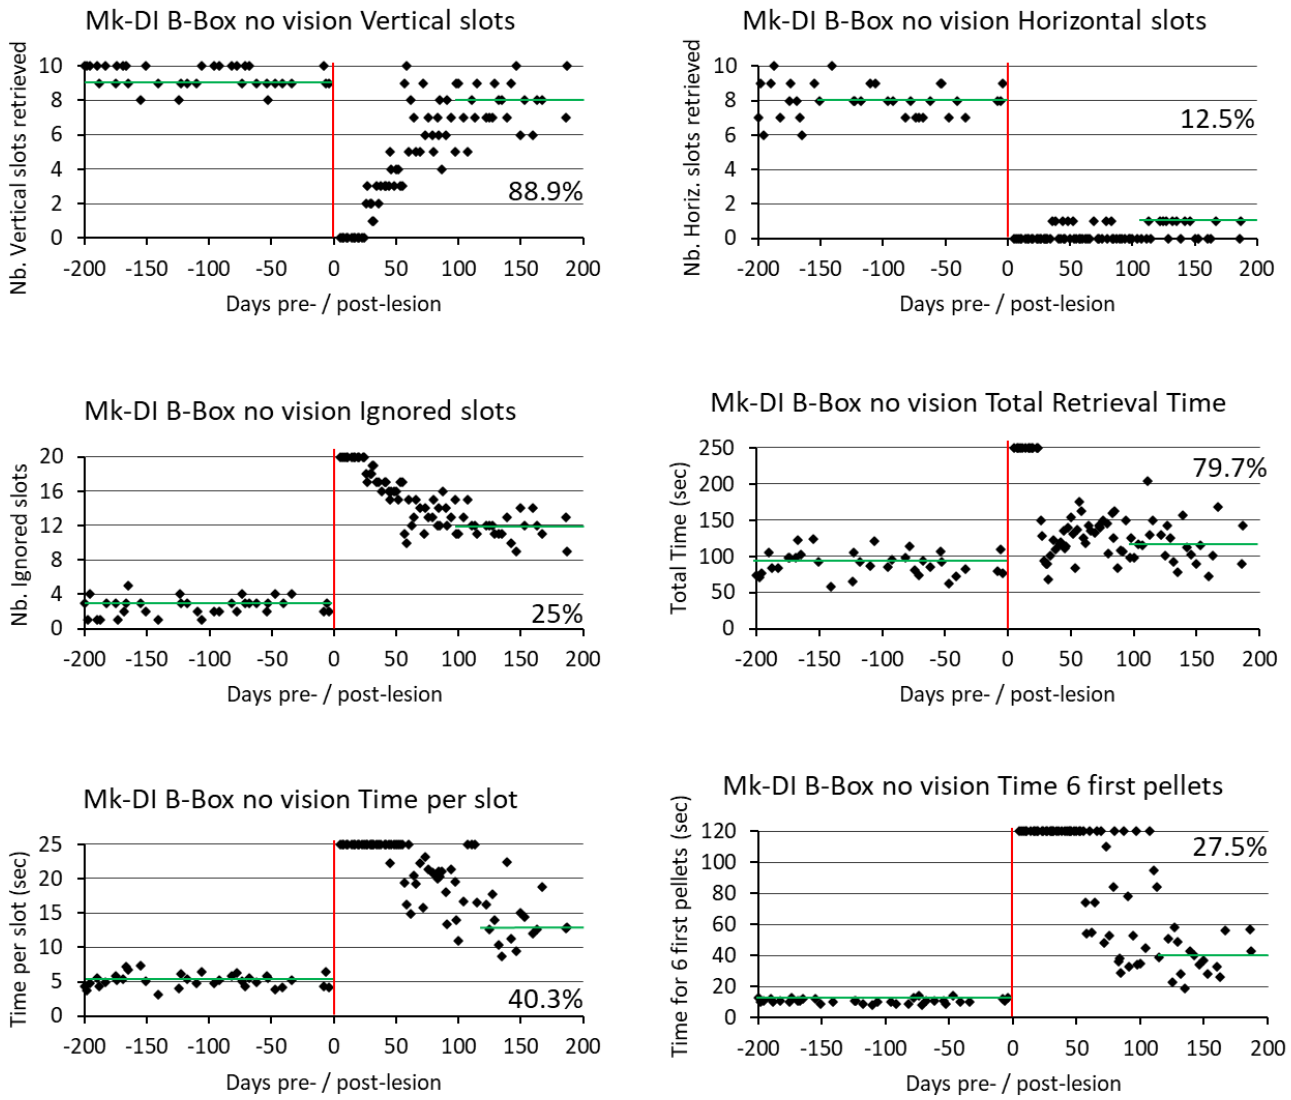 Mk-DI B-Box no vision Vertical slots
Nb. Vertical slots retrieved
10
8
6
4
2
0
88.9%
-200 -150 -100 -50 0 50 100 150 200
Days pre- / post-lesion
Mk-DI B-Box no vision Horizontal slots
Nb. Horiz. slots retrieved
10
8
6
4
2
0
12.5%
-200 -150 -100 -50 0 50 100 150 200
Days pre- / post-lesion
Mk-DI B-Box no vision Ignored slots
Nb. Ignored slots
20
16
12
8
4
0
25%
-200 -150 -100 -50 0 50 100 150 200
Days pre- / post-lesion
Mk-DI B-Box no vision Total Retrieval Time
Total Time (sec)
250
200
150
100
50
0
79.7%
-200 -150 -100 -50 0 50 100 150 200
Days pre- / post-lesion
Mk-DI B-Box no vision Time per slot
Time per slot (sec)
25
20
15
10
5
0
40.3%
-200 -150 -100 -50 0 50 100 150 200
Days pre- / post-lesion
Mk-DI B-Box no vision Time 6 first pellets
Time for 6 first pellets (sec)
120
100
80
60
40
20
0
27.5%
-200 -150 -100 -50 0 50 100 150 200
Days pre- / post-lesion